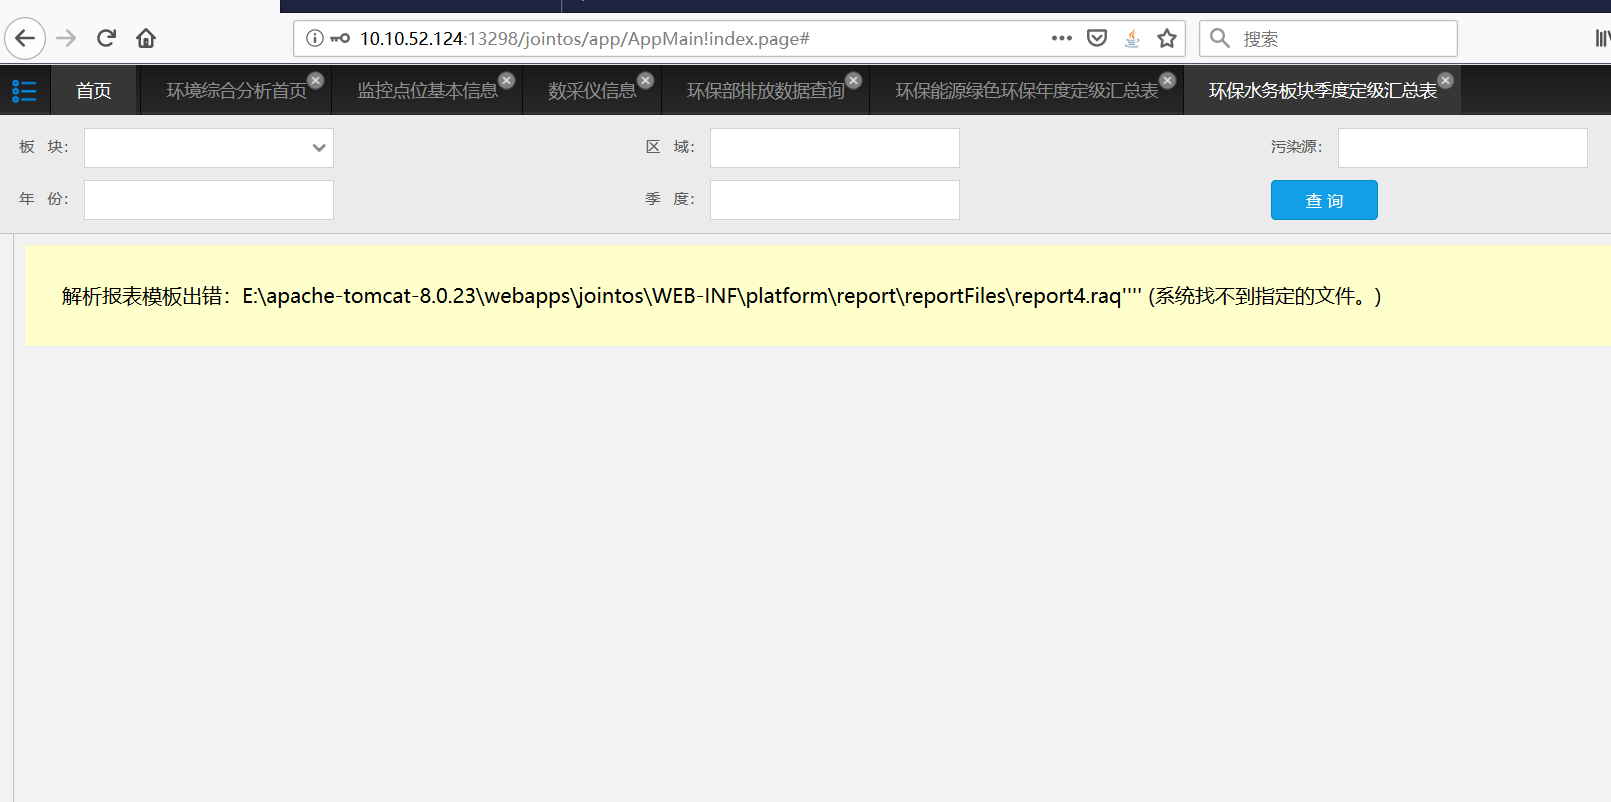 10.10.52.124:13298/jointos/app/AppMain!index.page#
搜索
首页 环境综合分析首页 监控点位基本信息 数采仪信息 环保部排放数据查询 环保能源绿色环保年度定级汇总表 环保水务板块季度定级汇总表
板 块： 区 域： 污染源：
年 份： 季 度： 查 询
解析报表模板出错：E:\apache-tomcat-8.0.23\webapps\jointos\WEB-INF\platform\report\reportFiles\report4.raq'''' (系统找不到指定的文件。)